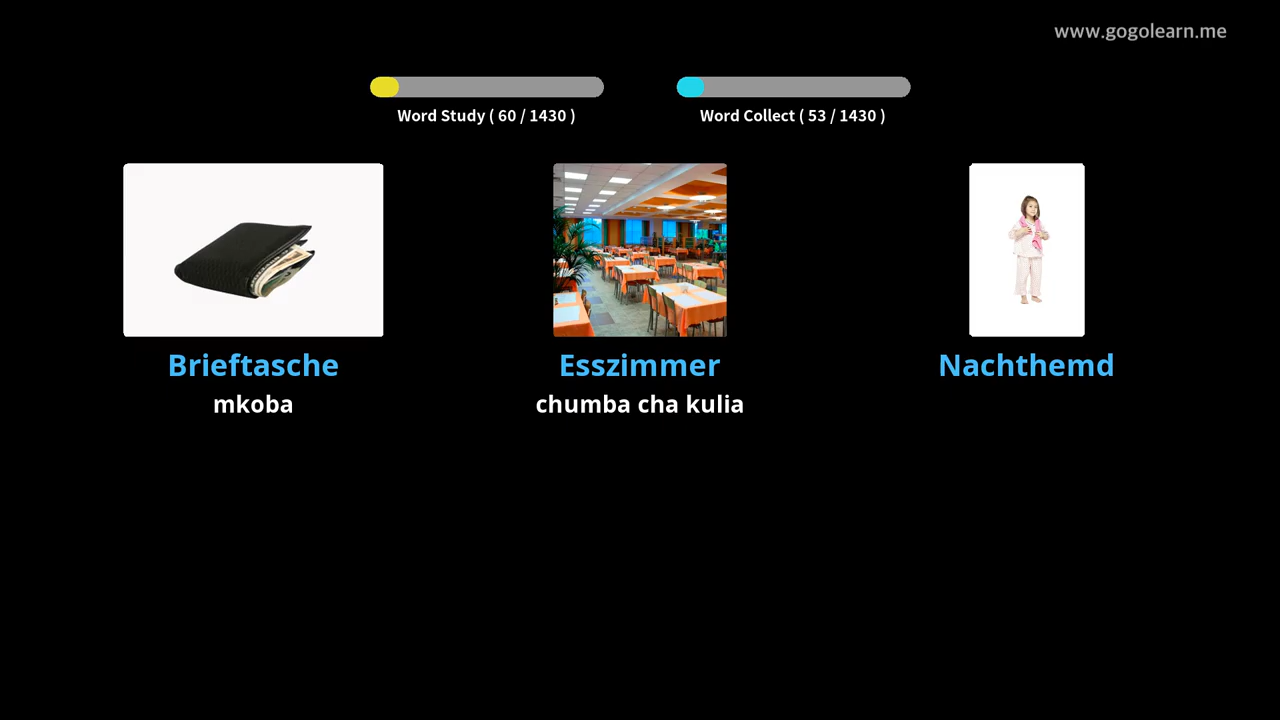 www.gogolearn.me
Word Study ( 60 / 1430 )
Word Collect ( 53 / 1430 )
Brieftasche
mkoba
Esszimmer
chumba cha kulia
Nachthemd